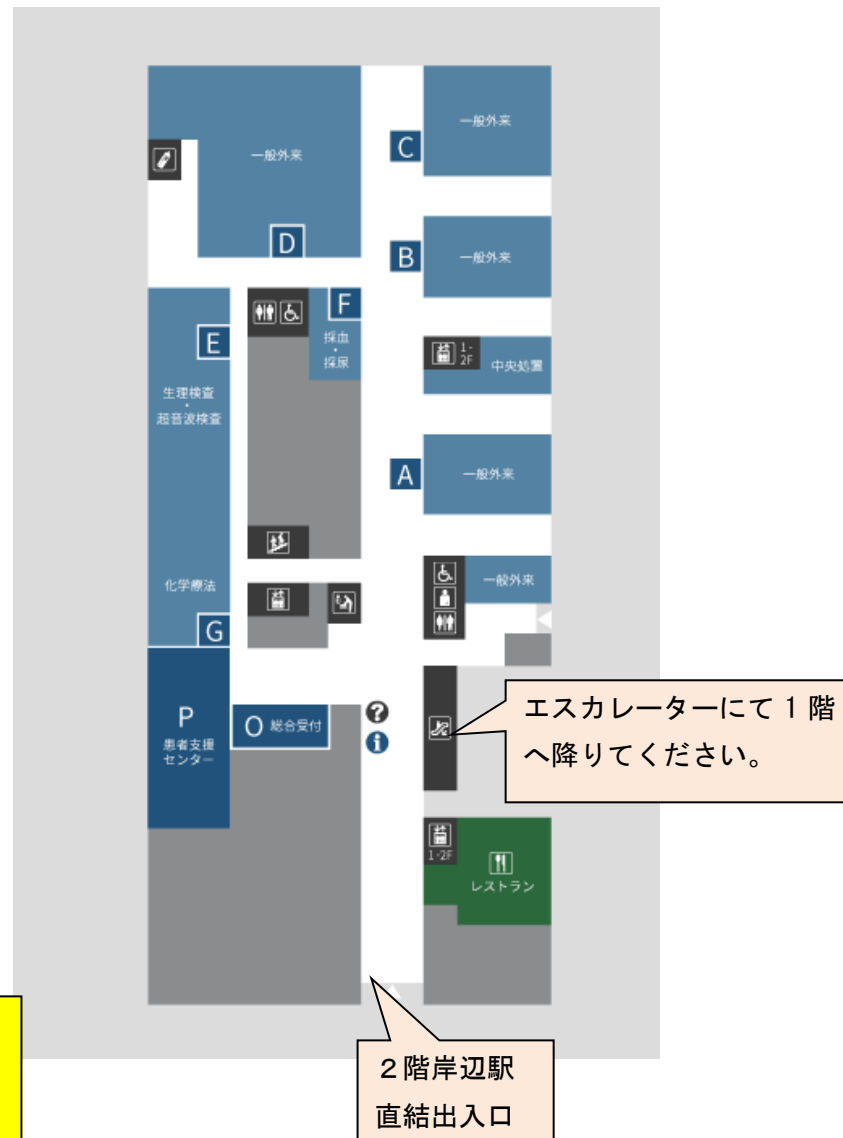 一般外来
C
一般外来
D
B
一般外来
F
採血
・
採尿
E
1-
2F
中央処置
生理検査
・
超音波検査
A
一般外来
化学療法
一般外来
G
エスカレーターにて1階
へ降りてください。
P
患者支援
センター
O 総合受付
?
i
1-2F
レストラン
２階岸辺駅
直結出入口